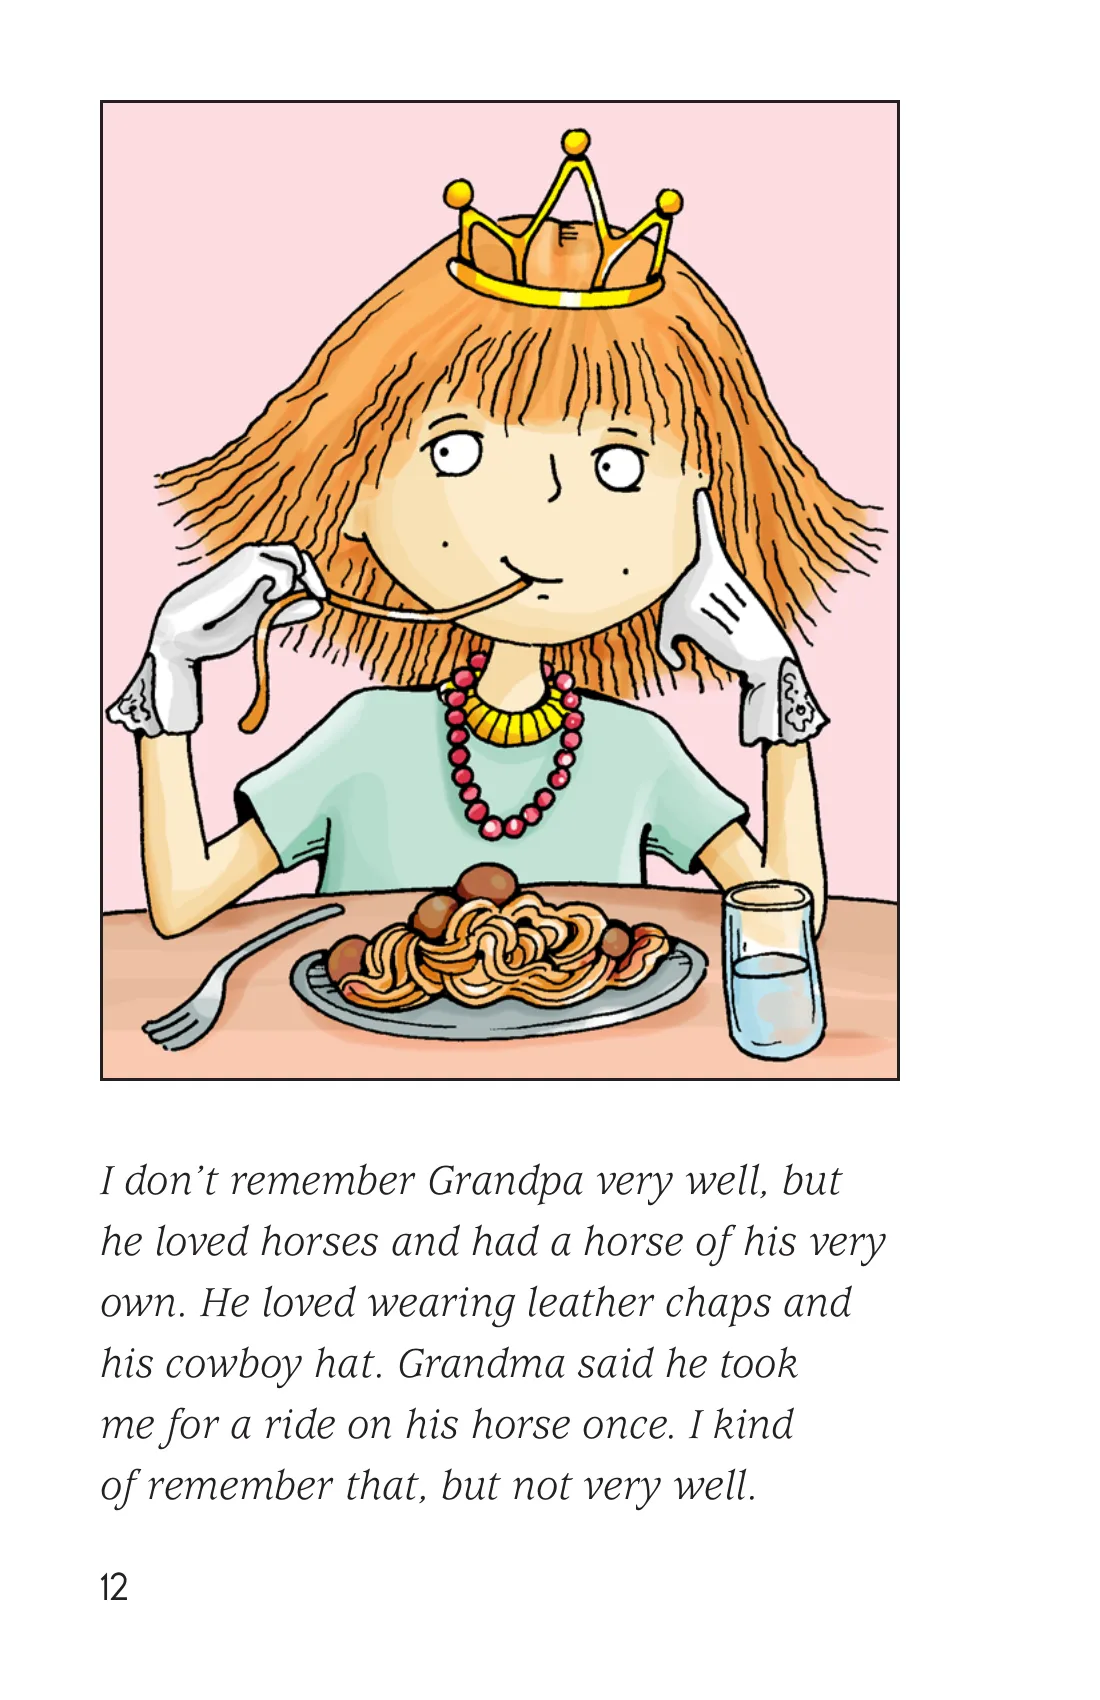 I don’t remember Grandpa very well, but
he loved horses and had a horse of his very
own. He loved wearing leather chaps and
his cowboy hat. Grandma said he took
me for a ride on his horse once. I kind
of remember that, but not very well.
12